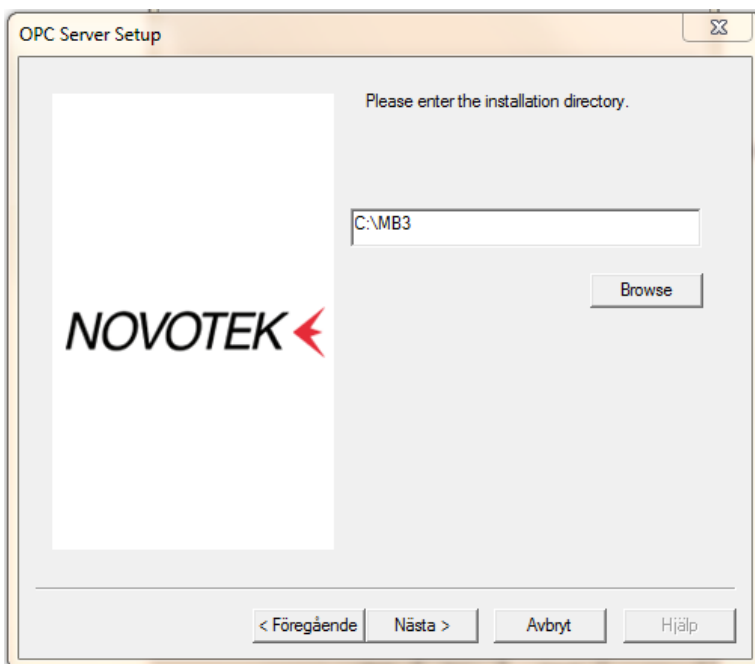 OPC Server Setup
Please enter the installation directory.
C:\MB3
Browse
NOVOTEK
< Föregående
Nästa >
Avbryt
Hjälp